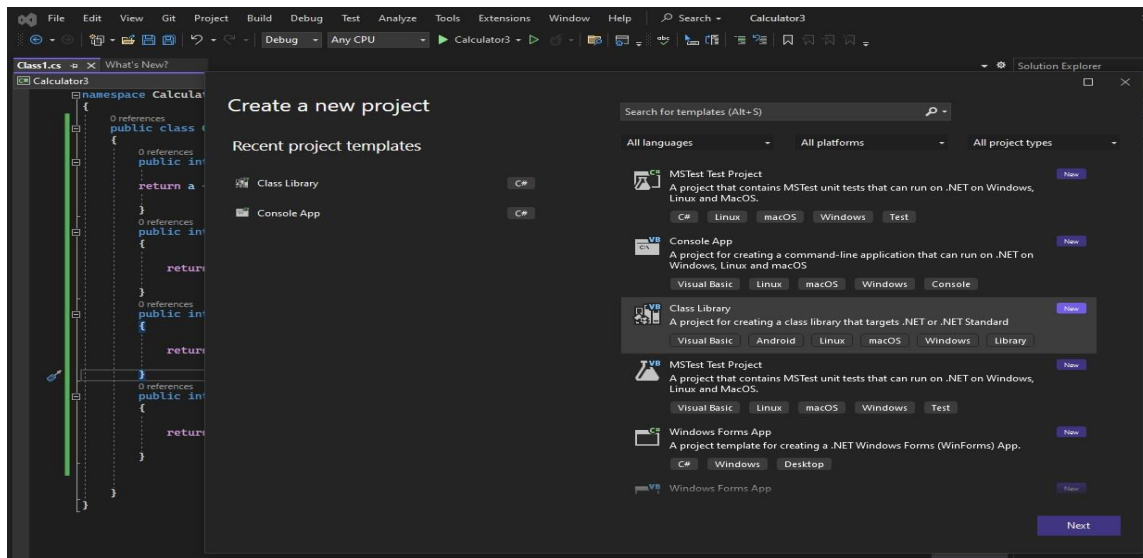 File Edit View Git Project Build Debug Test Analyze Tools Extensions Window Help Search Calculator3
Debug Any CPU Calculator3
Class1.cs What's New?
Solution Explorer
C# Calculator3
namespace Calcula
{
0 references
public class
{
0 references
public in
return a
}
0 references
public in
{
retur
}
0 references
public in
{
retur
}
0 references
public in
{
retur
}
}
}
Create a new project
Recent project templates
Class Library C#
Console App C#
Search for templates (Alt+S)
All languages All platforms All project types
MSTest Test Project New
A project that contains MSTest unit tests that can run on .NET on Windows,
Linux and MacOS.
C# Linux macOS Windows Test
Console App New
A project for creating a command-line application that can run on .NET on
Windows, Linux and macOS
Visual Basic Linux macOS Windows Console
Class Library New
A project for creating a class library that targets .NET or .NET Standard
Visual Basic Android Linux macOS Windows Library
MSTest Test Project New
A project that contains MSTest unit tests that can run on .NET on Windows,
Linux and MacOS.
Visual Basic Linux macOS Windows Test
Windows Forms App New
A project template for creating a .NET Windows Forms (WinForms) App.
C# Windows Desktop
Windows Forms App New
Next